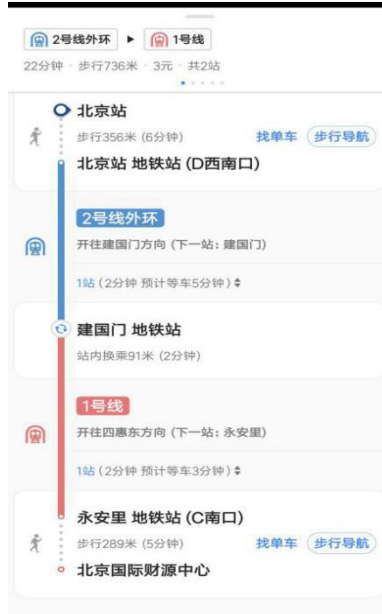 2号线外环 ▸ 1号线
22分钟 · 步行736米 · 3元 · 共2站
北京站
步行356米 (6分钟) 找单车 步行导航
北京站 地铁站 (D西南口)
2号线外环
开往建国门方向 (下一站: 建国门)
1站 (2分钟 预计等车5分钟)
建国门 地铁站
站内换乘91米 (2分钟)
1号线
开往四惠东方向 (下一站: 永安里)
1站 (2分钟 预计等车3分钟)
永安里 地铁站 (C南口)
步行289米 (5分钟) 找单车 步行导航
北京国际财源中心